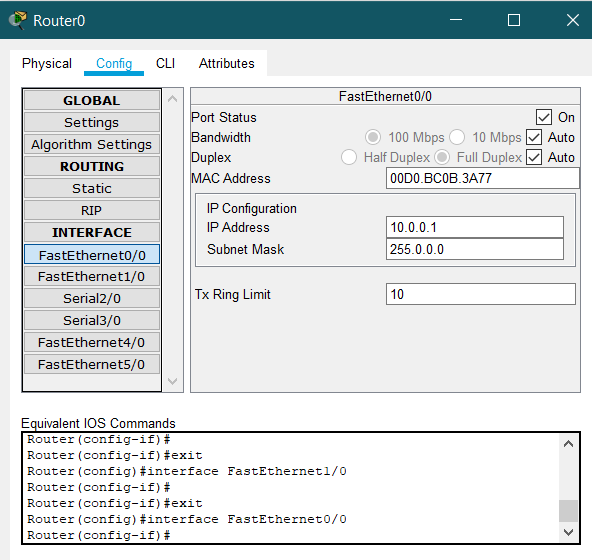 Router0
Physical Config CLI Attributes
GLOBAL
Settings
Algorithm Settings
ROUTING
Static
RIP
INTERFACE
FastEthernet0/0
FastEthernet1/0
Serial2/0
Serial3/0
FastEthernet4/0
FastEthernet5/0
FastEthernet0/0
Port Status On
Bandwidth 100 Mbps 10 Mbps Auto
Duplex Half Duplex Full Duplex Auto
MAC Address 00D0.BC0B.3A77
IP Configuration
IP Address 10.0.0.1
Subnet Mask 255.0.0.0
Tx Ring Limit 10
Equivalent IOS Commands
Router(config-if)#
Router(config-if)#exit
Router(config)#interface FastEthernet1/0
Router(config-if)#
Router(config-if)#exit
Router(config)#interface FastEthernet0/0
Router(config-if)#